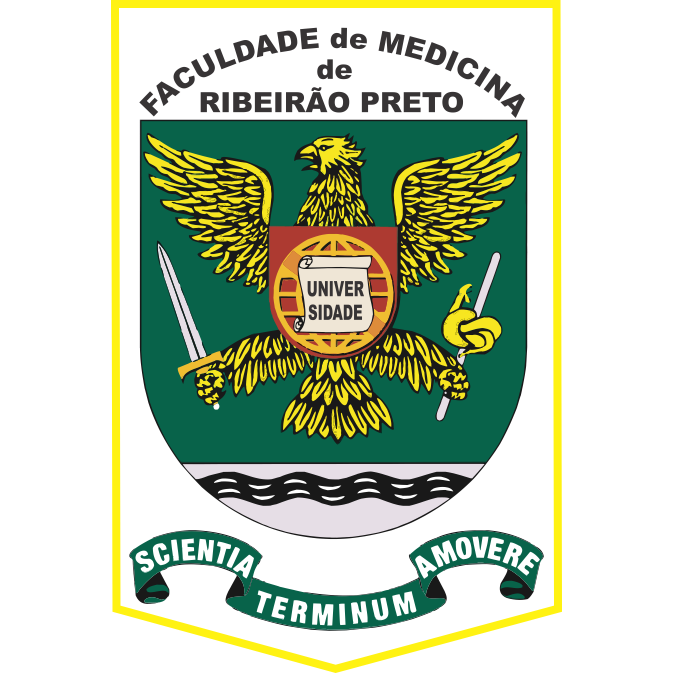 FACULDADE de MEDICINA
de
RIBEIRÃO PRETO
UNIVER
SIDADE
SCIENTIA
TERMINUM
AMOVERE